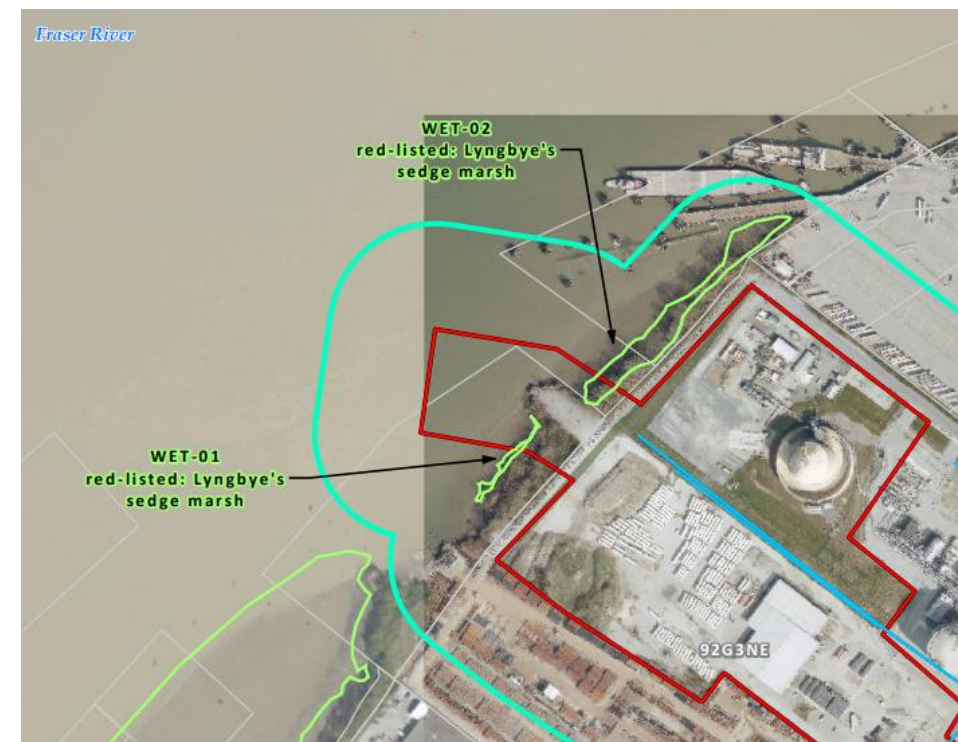 Fraser River
WET-02
red-listed: Lyngbye's
sedge marsh
WET-01
red-listed: Lyngbye's
sedge marsh
92G3NE